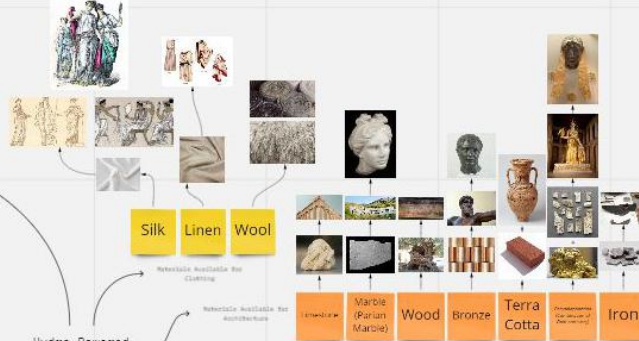 Silk
Linen
Wool
Materials Available for
Clothing
Materials Available for
Architecture
Limestone
Marble
(Parian
Marble)
Wood
Bronze
Terra
Cotta
Iron